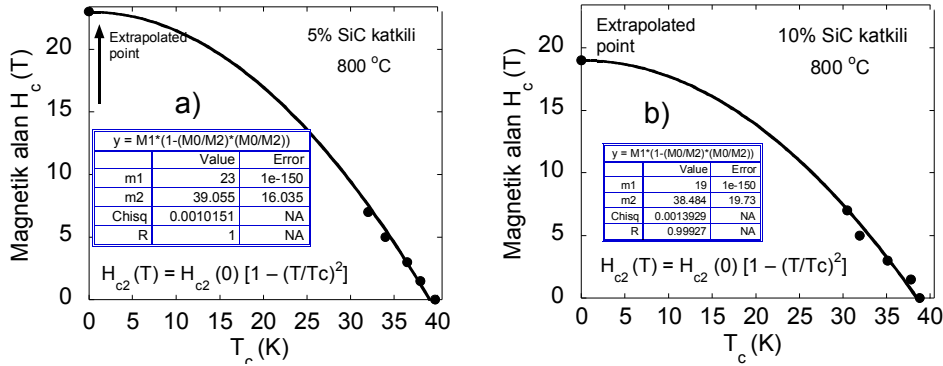 Magnetik alan H_c (T)
20
15
10
5
0
0 5 10 15 20 25 30 35 40
T_c (K)
Extrapolated
point
5% SiC katkili
800 °C
a)
y = M1*(1-(M0/M2)*(M0/M2))
Value Error
m1 23 1e-150
m2 39.055 16.035
Chisq 0.0010151 NA
R 1 NA
H_c2 (T) = H_c2 (0) [1 – (T/Tc)²]
Magnetik alan H_c (T)
20
15
10
5
0
0 5 10 15 20 25 30 35 40
T_c (K)
Extrapolated
point
10% SiC katkili
800 °C
b)
y = M1*(1-(M0/M2)*(M0/M2))
Value Error
m1 19 1e-150
m2 38.484 19.73
Chisq 0.0013929 NA
R 0.99927 NA
H_c2 (T) = H_c2 (0) [1 – (T/Tc)²]